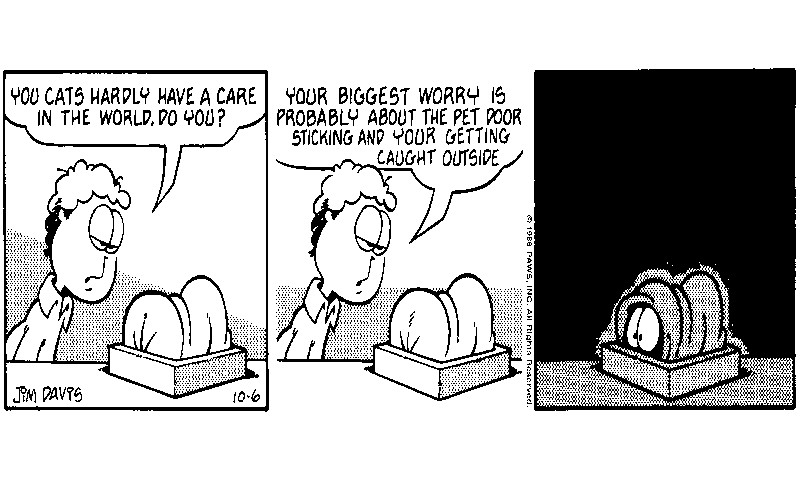 YOU CATS HARDLY HAVE A CARE
IN THE WORLD, DO YOU?
JIM DAVIS
10-6
YOUR BIGGEST WORRY IS
PROBABLY ABOUT THE PET DOOR
STICKING AND YOUR GETTING
CAUGHT OUTSIDE
© 1988 PAWS, INC. All Rights Reserved.